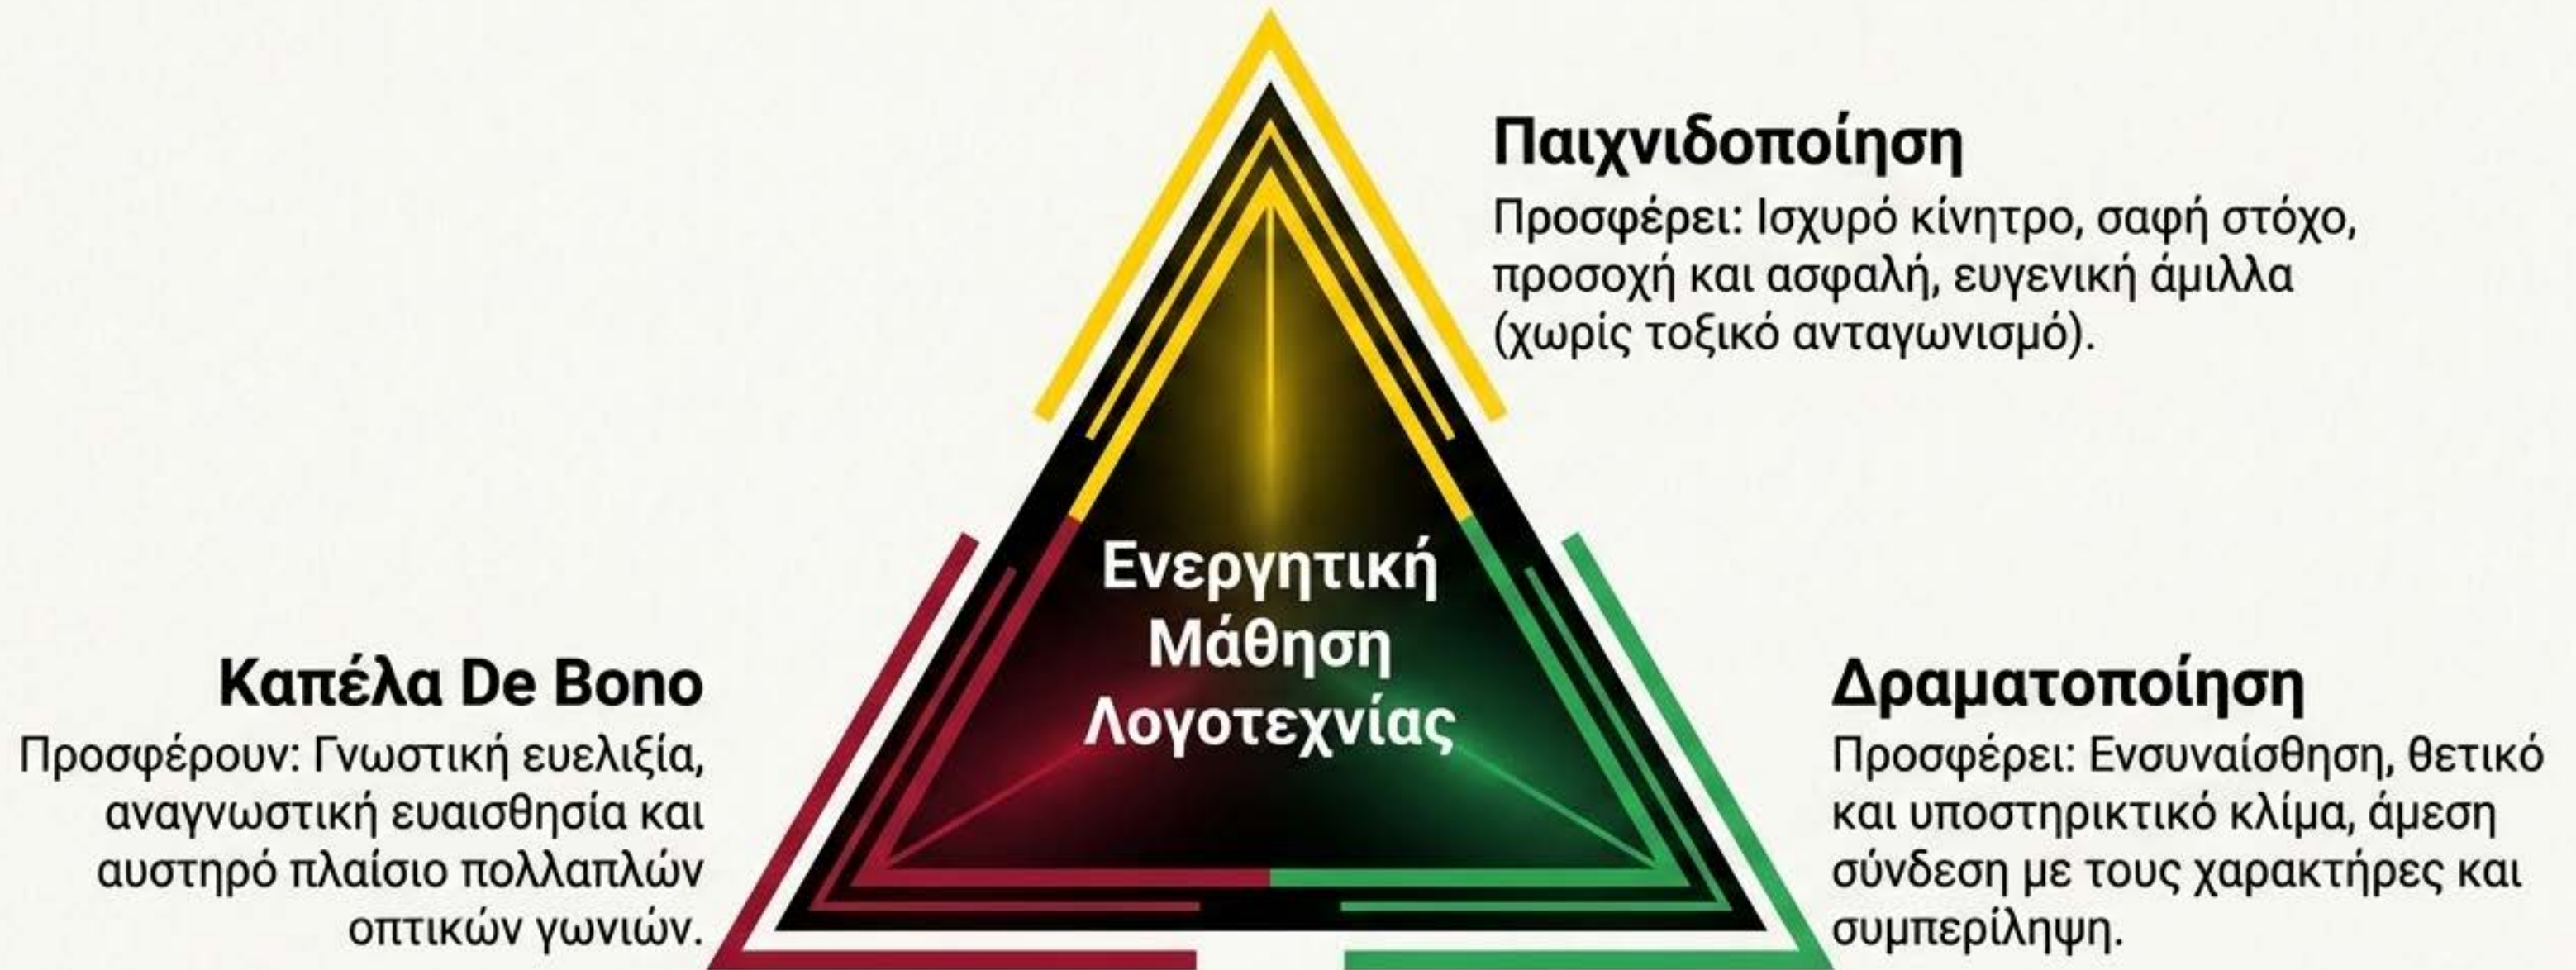 Παιχνιδοποίηση
Προσφέρει: Ισχυρό κίνητρο, σαφή στόχο,
προσοχή και ασφαλή, ευγενική άμιλλα
(χωρίς τοξικό ανταγωνισμό).
Ενεργητική
Μάθηση
Λογοτεχνίας
Καπέλα De Bono
Προσφέρουν: Γνωστική ευελιξία,
αναγνωστική ευαισθησία και
αυστηρό πλαίσιο πολλαπλών
οπτικών γωνιών.
Δραματοποίηση
Προσφέρει: Ενσυναίσθηση, θετικό
και υποστηρικτικό κλίμα, άμεση
σύνδεση με τους χαρακτήρες και
συμπερίληψη.